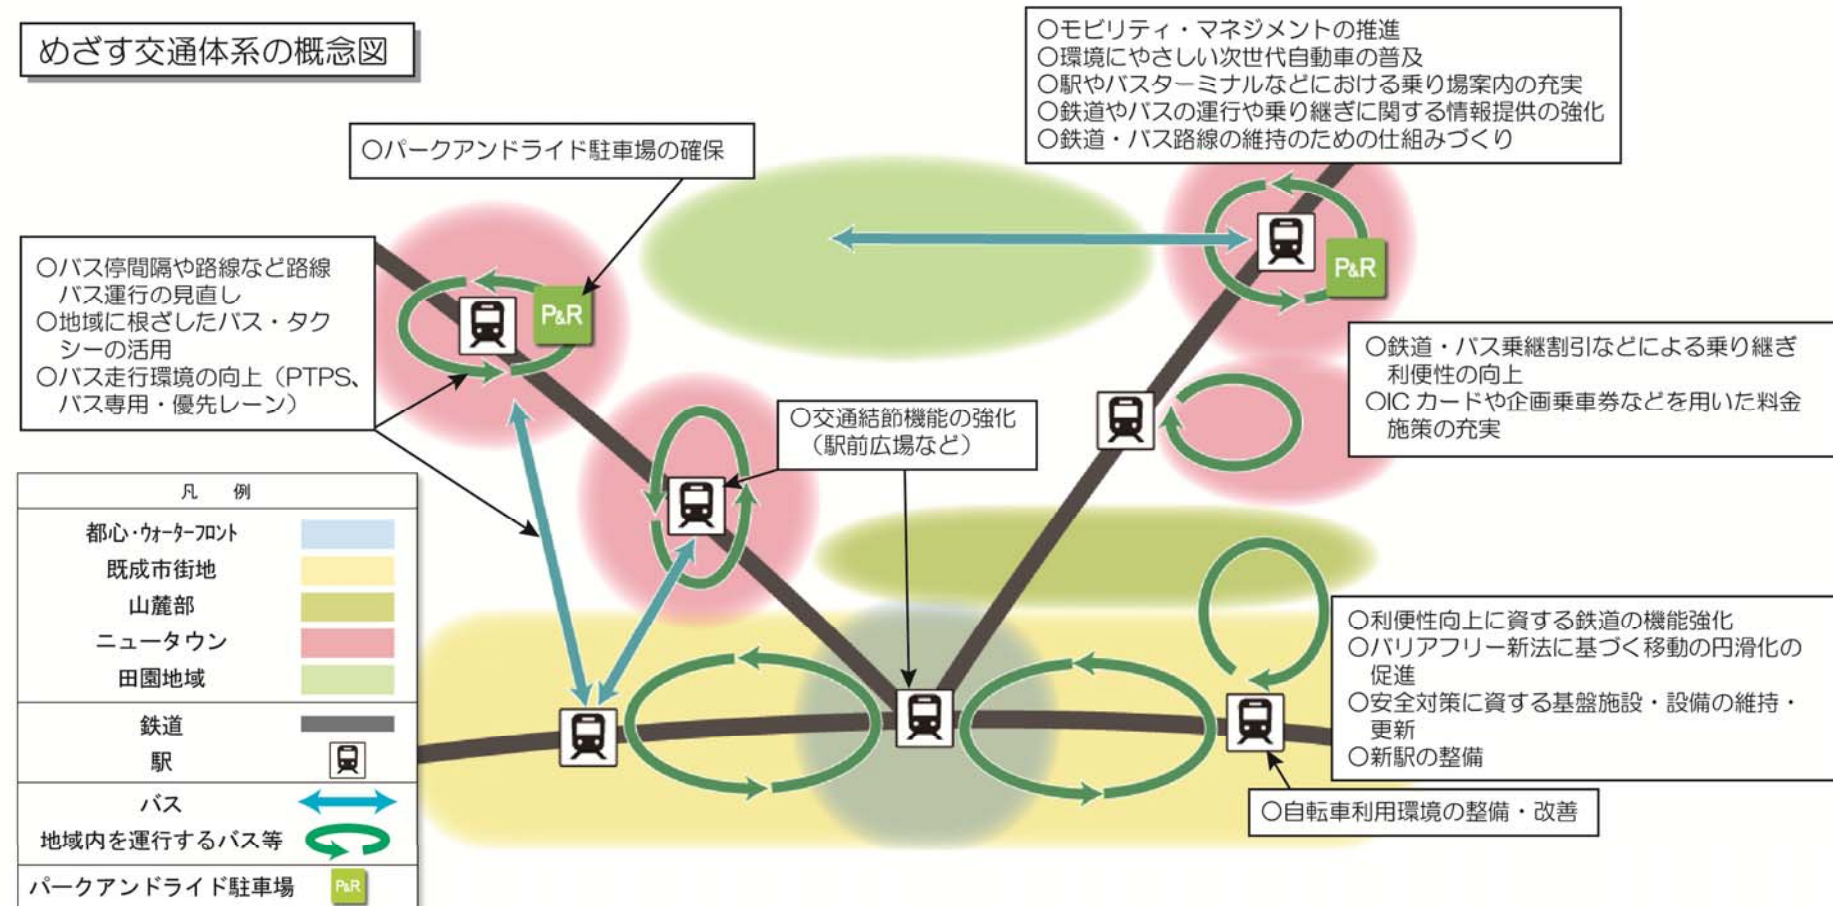 めざす交通体系の概念図
○モビリティ・マネジメントの推進
○環境にやさしい次世代自動車の普及
○駅やバスターミナルなどにおける乗り場案内の充実
○鉄道やバスの運行や乗り継ぎに関する情報提供の強化
○鉄道・バス路線の維持のための仕組みづくり
○パークアンドライド駐車場の確保
○バス停間隔や路線など路線
バス運行の見直し
○地域に根ざしたバス・タク
シーの活用
○バス走行環境の向上（PTPS、
バス専用・優先レーン）
P&R
P&R
○鉄道・バス乗継割引などによる乗り継ぎ
利便性の向上
○IC カードや企画乗車券などを用いた料金
施策の充実
○交通結節機能の強化
（駅前広場など）
凡 例
都心・ウォーターフロント
既成市街地
山麓部
ニュータウン
田園地域
鉄道
駅
バス
地域内を運行するバス等
パークアンドライド駐車場
P&R
○利便性向上に資する鉄道の機能強化
○バリアフリー新法に基づく移動の円滑化の
促進
○安全対策に資する基盤施設・設備の維持・
更新
○新駅の整備
○自転車利用環境の整備・改善